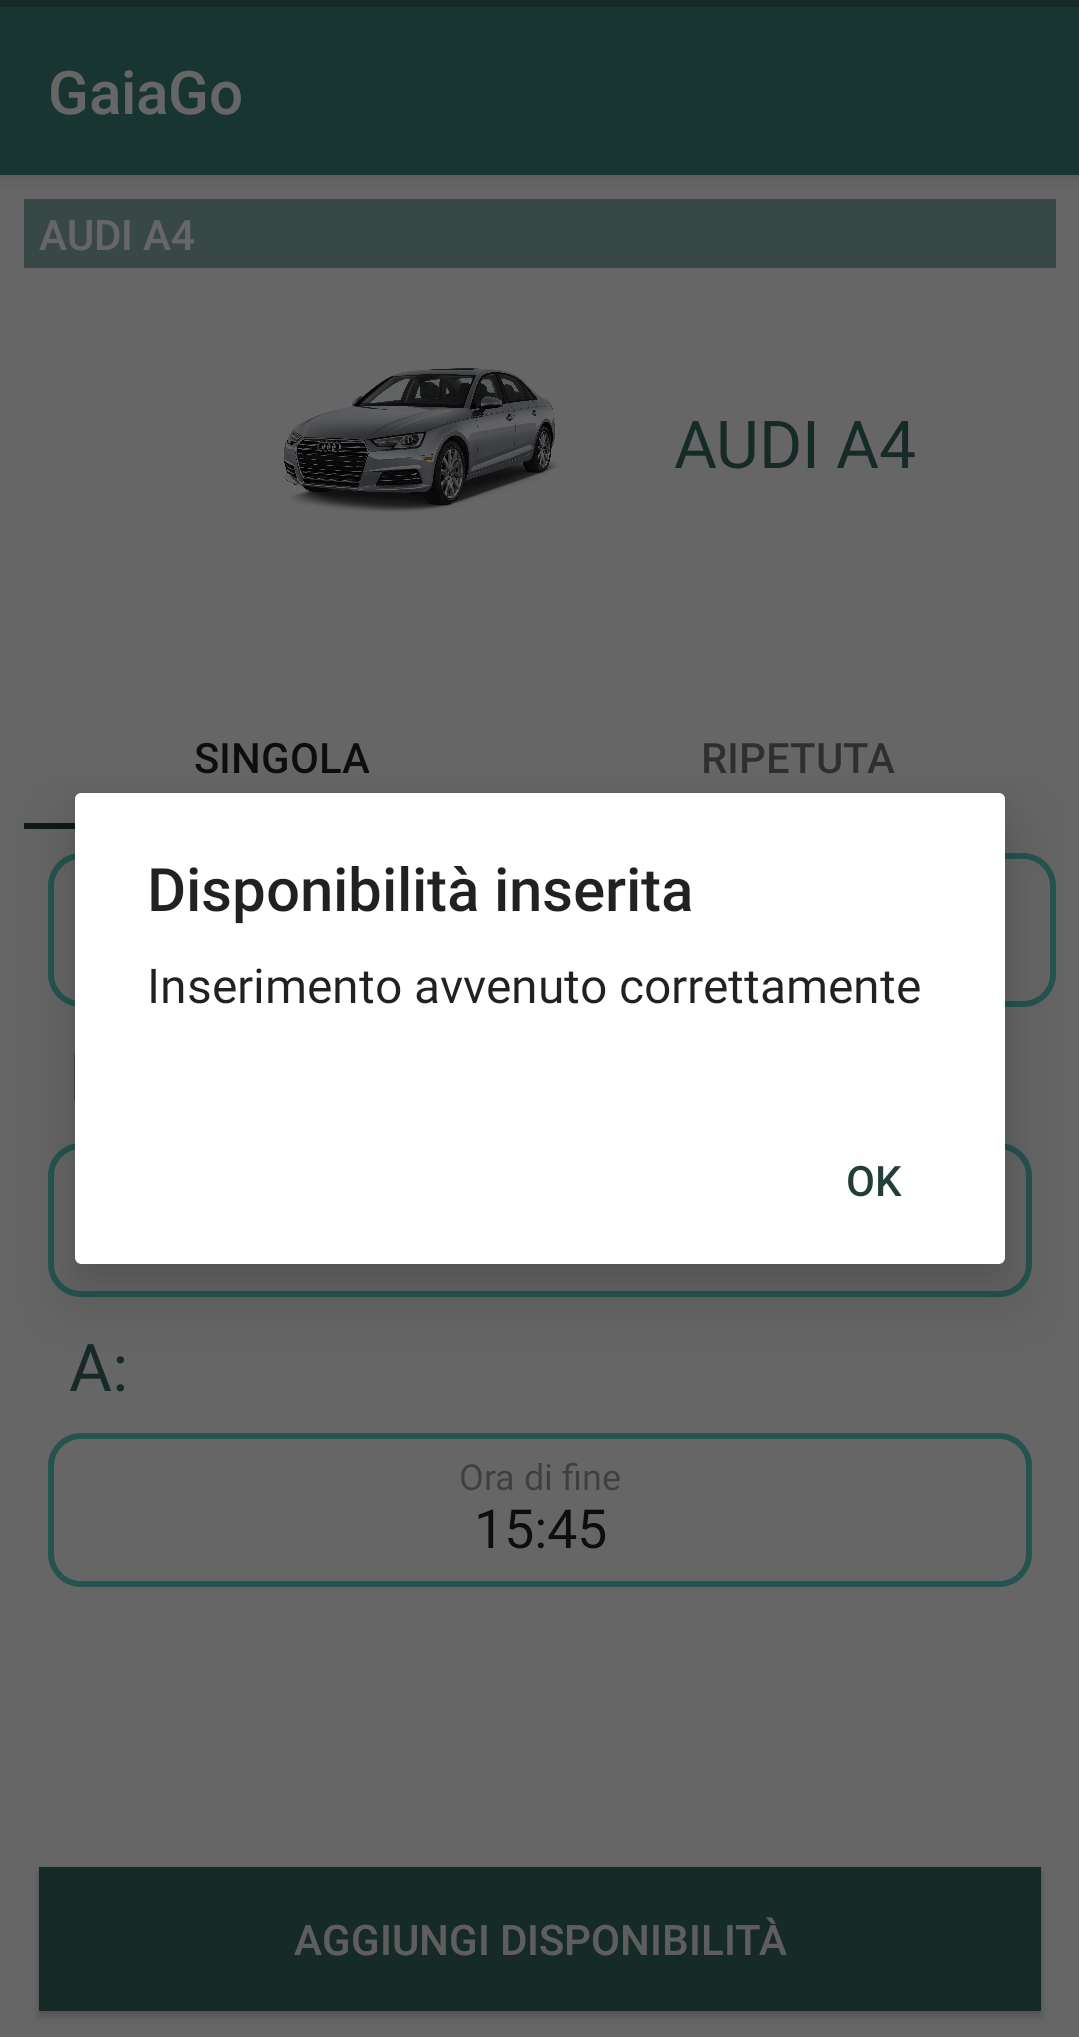 GaiaGo
AUDI A4
AUDI A4
SINGOLA
RIPETUTA
Disponibilità inserita
Inserimento avvenuto correttamente
OK
A:
Ora di fine
15:45
AGGIUNGI DISPONIBILITÀ